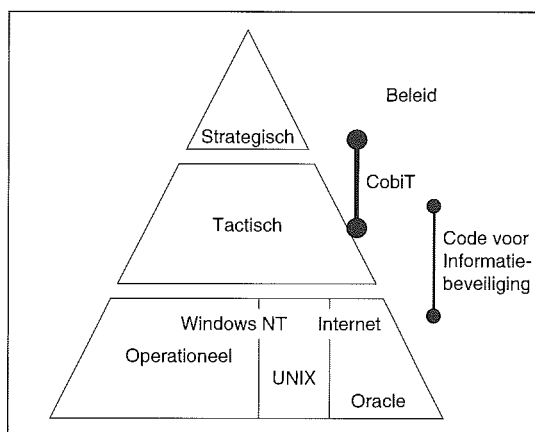 Beleid
Strategisch
CobiT
Tactisch
Code voor
Informatie-
beveiliging
Windows NT
Internet
Operationeel
UNIX
Oracle